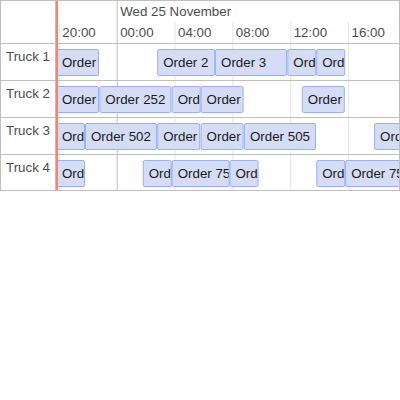 Wed 25 November
20:00 00:00 04:00 08:00 12:00 16:00
Truck 1 Order Order 2 Order 3 Ord Ord
Truck 2 Order Order 252 Ord Order Order
Truck 3 Ord Order 502 Order Order Order 505 Ord
Truck 4 Ord Ord Order 75 Ord Ord Order 75